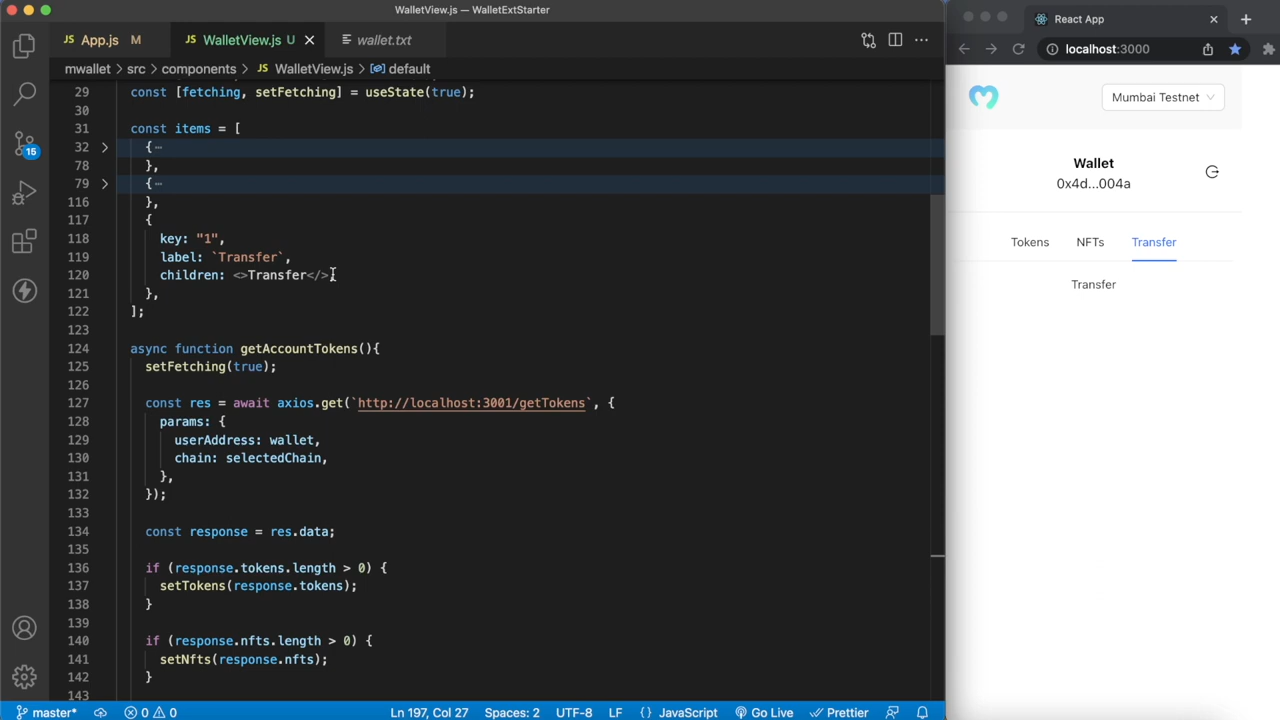 WalletView.js — WalletExtStarter
JS App.js M
JS WalletView.js U
wallet.txt
mwallet > src > components > JS WalletView.js > default
29 const [fetching, setFetching] = useState(true);
30
31 const items = [
32 {
78 },
79 {
116 },
117 {
118 key: "1",
119 label: `Transfer`,
120 children: <>Transfer</>
121 },
122 ];
123
124 async function getAccountTokens(){
125 setFetching(true);
126
127 const res = await axios.get(`http://localhost:3001/getTokens`, {
128 params: {
129 userAddress: wallet,
130 chain: selectedChain,
131 },
132 });
133
134 const response = res.data;
135
136 if (response.tokens.length > 0) {
137 setTokens(response.tokens);
138 }
139
140 if (response.nfts.length > 0) {
141 setNfts(response.nfts);
142 }
143
15
master* 0 0 Ln 197, Col 27 Spaces: 2 UTF-8 LF {} JavaScript Go Live Prettier
React App
localhost:3000
Mumbai Testnet
Wallet
0x4d...004a
Tokens NFTs Transfer
Transfer